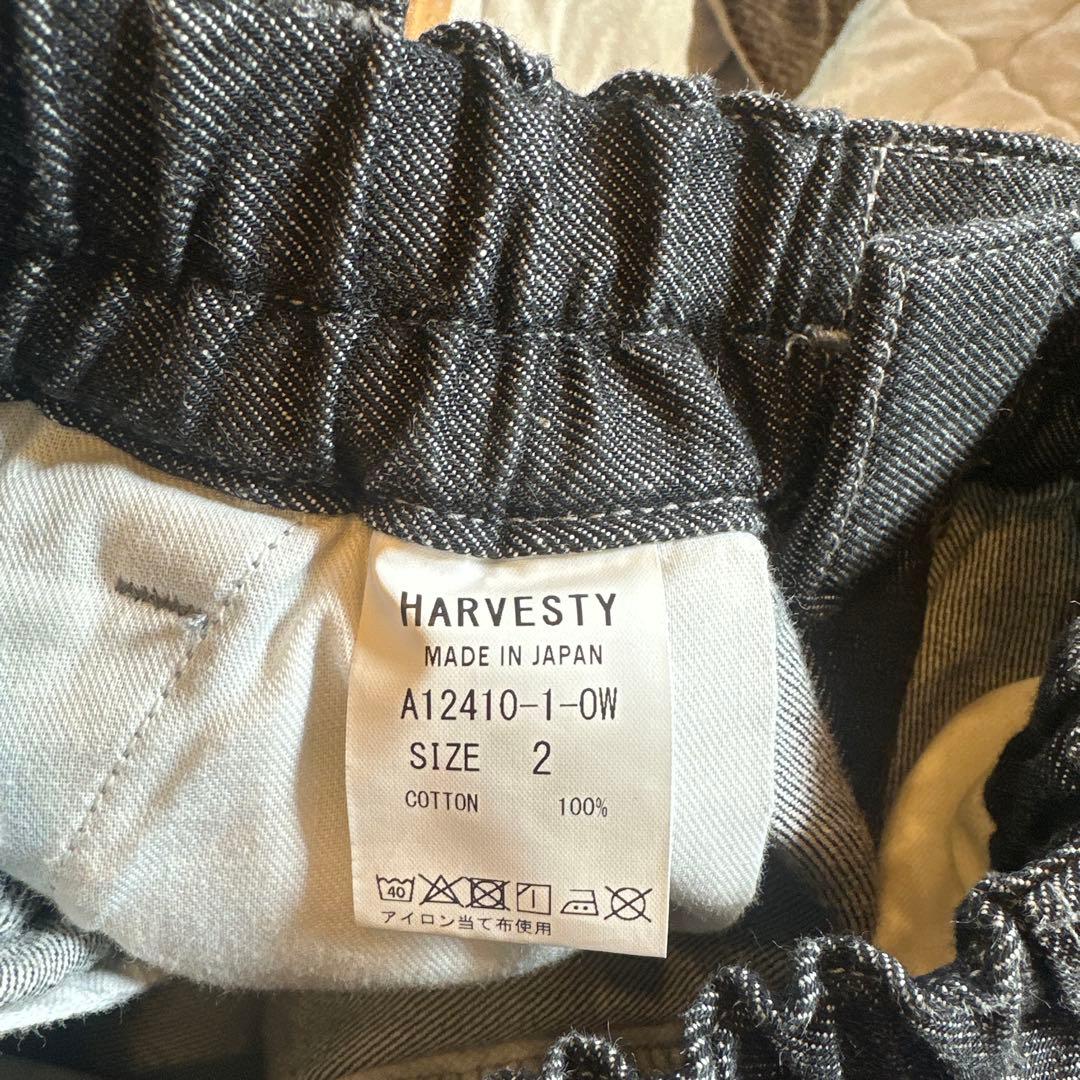 HARVESTY
MADE IN JAPAN
A12410-1-OW
SIZE 2
COTTON 100%
40
アイロン当て布使用